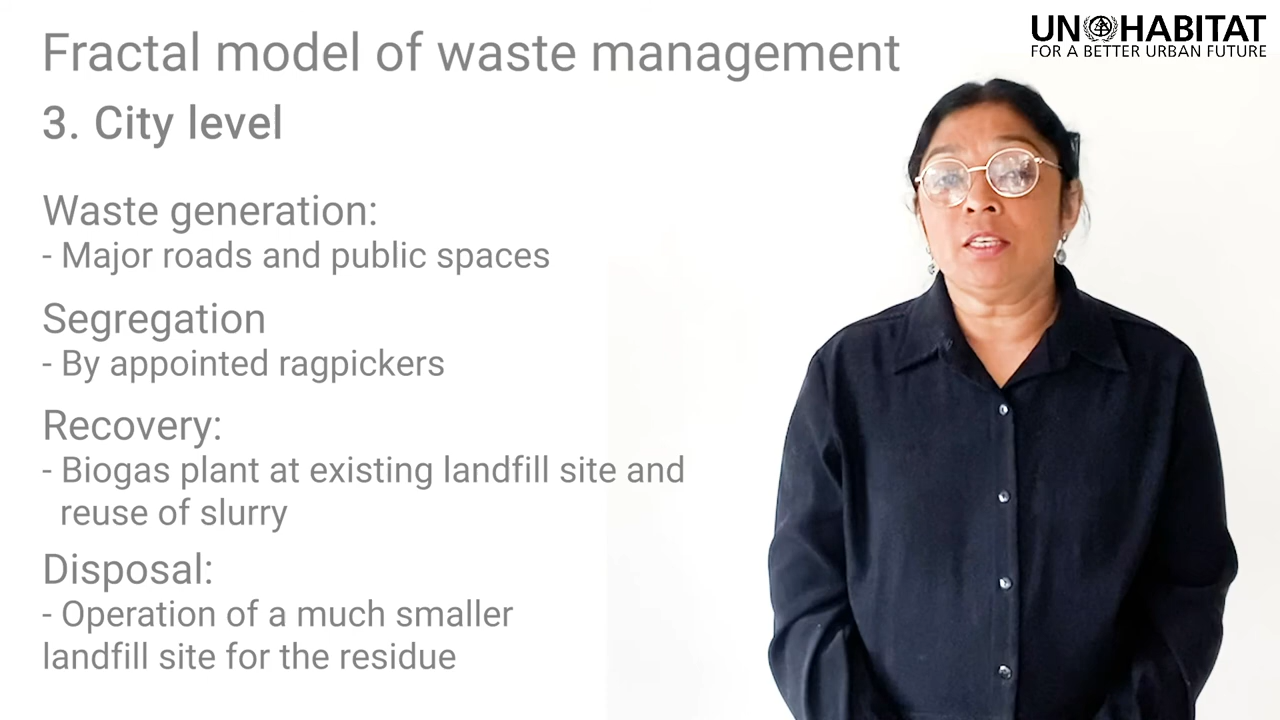 Fractal model of waste management
UN HABITAT
FOR A BETTER URBAN FUTURE
3. City level
Waste generation:
- Major roads and public spaces
Segregation
- By appointed ragpickers
Recovery:
- Biogas plant at existing landfill site and
reuse of slurry
Disposal:
- Operation of a much smaller
landfill site for the residue